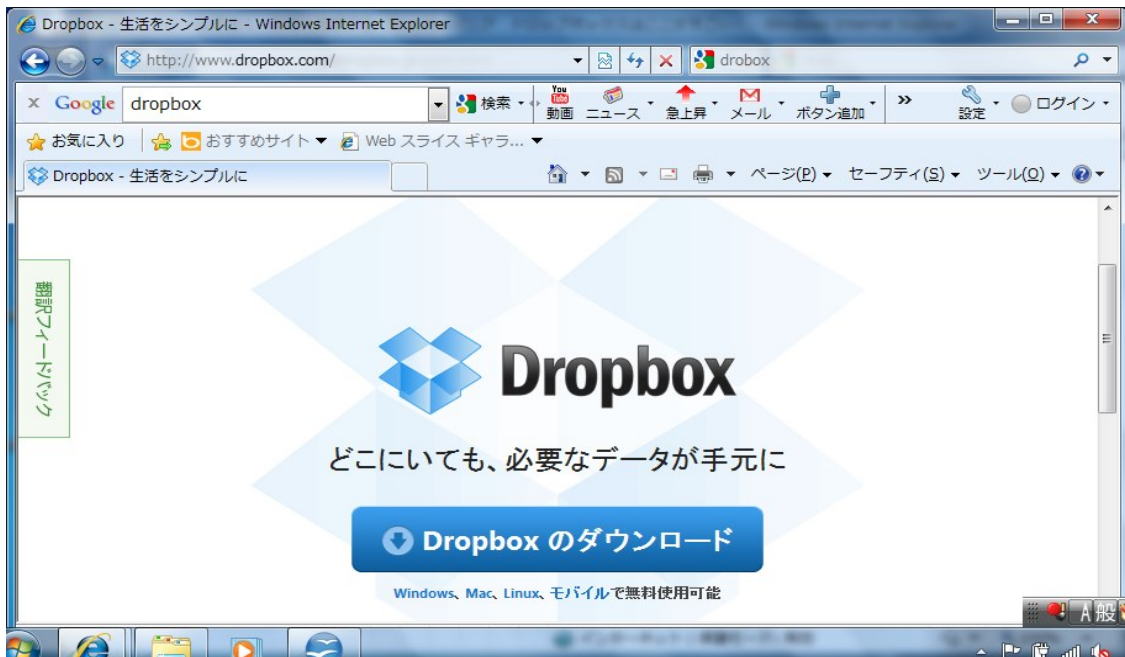 Dropbox - 生活をシンプルに - Windows Internet Explorer
http://www.dropbox.com/ drobox
x Google dropbox 検索 You Tube 動画 ニュース 急上昇 メール ボタン追加 » 設定 ログイン
お気に入り おすすめサイト Web スライス ギャラ...
Dropbox - 生活をシンプルに ページ(P) セーフティ(S) ツール(O)
翻訳フィードバック
Dropbox
どこにいても、必要なデータが手元に
Dropbox のダウンロード
Windows、Mac、Linux、モバイルで無料使用可能
A 般